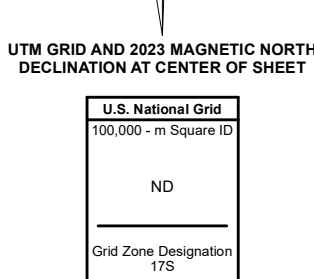 UTM GRID AND 2023 MAGNETIC NORTH
DECLINATION AT CENTER OF SHEET
U.S. National Grid
100,000 - m Square ID
ND
Grid Zone Designation
17S